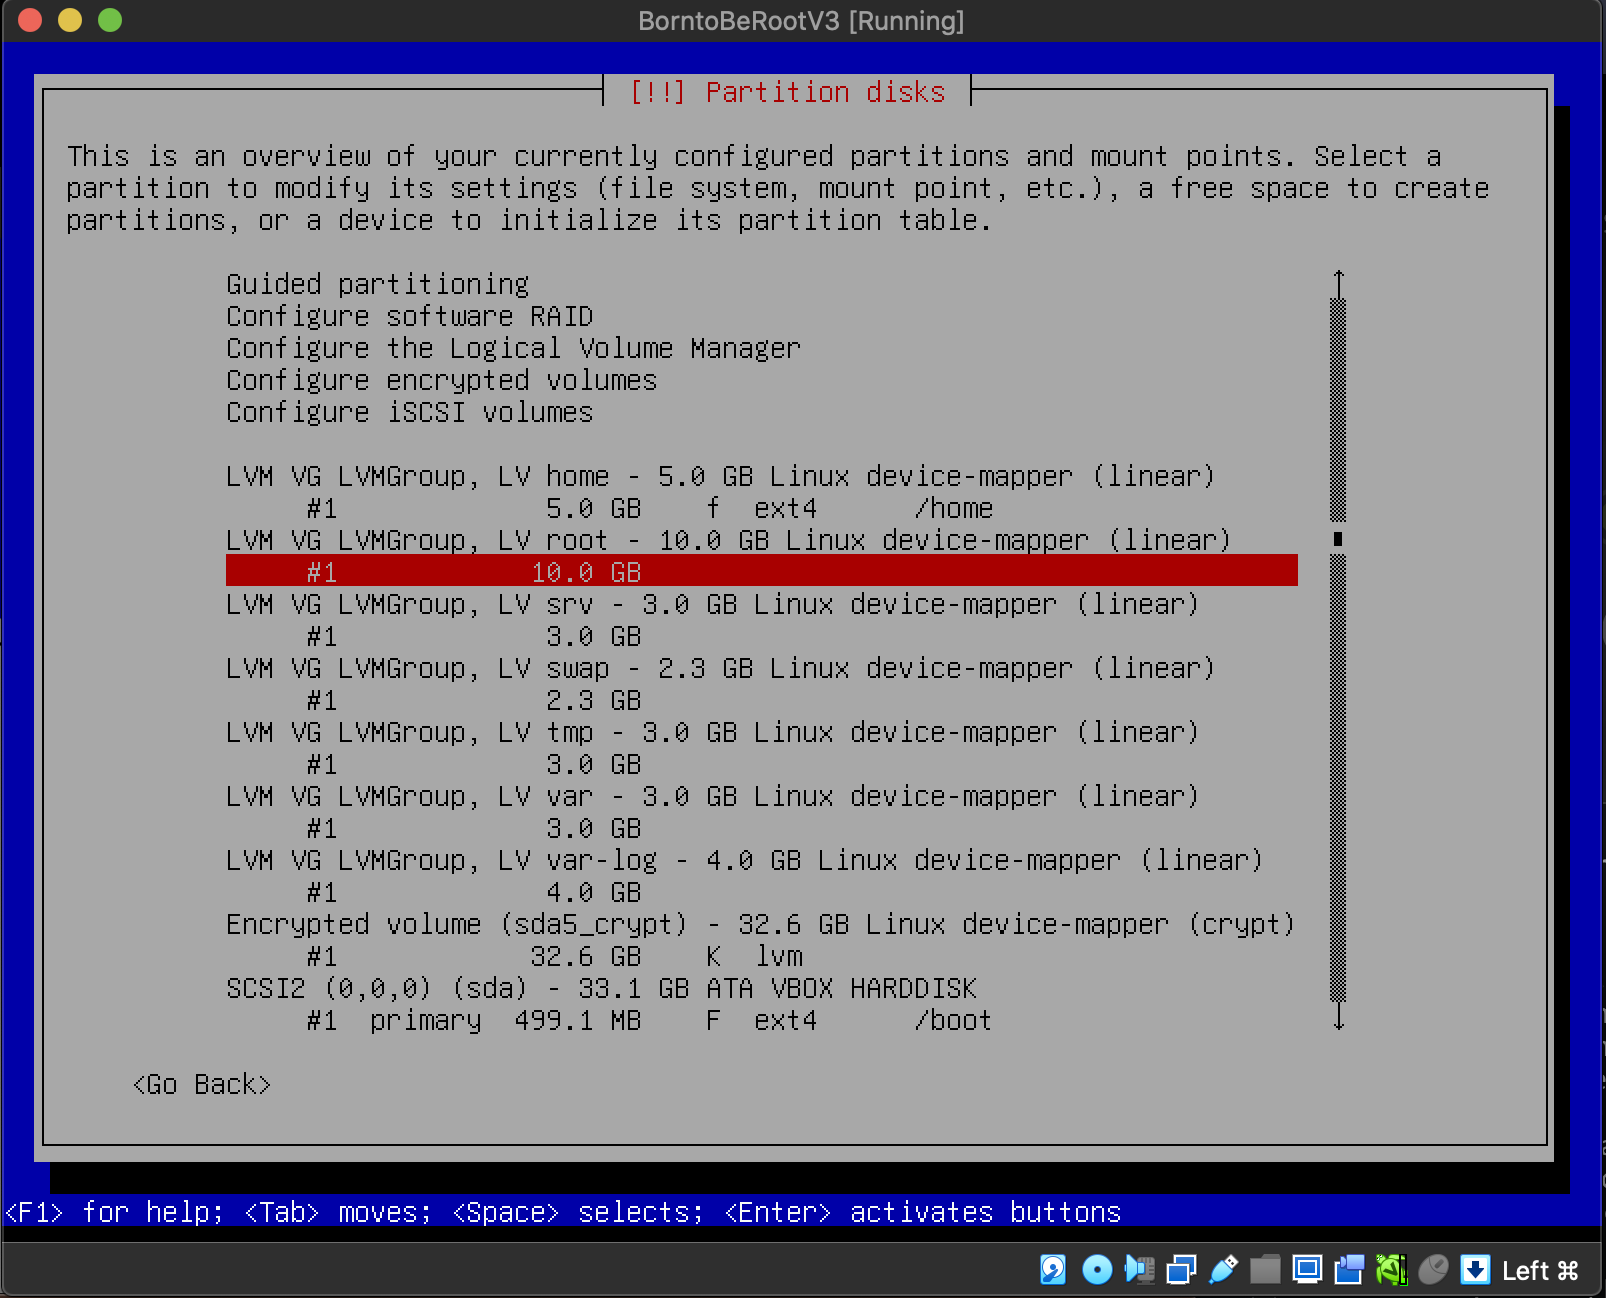 BorntoBeRootV3 [Running]
[!!] Partition disks
This is an overview of your currently configured partitions and mount points. Select a
partition to modify its settings (file system, mount point, etc.), a free space to create
partitions, or a device to initialize its partition table.
Guided partitioning
Configure software RAID
Configure the Logical Volume Manager
Configure encrypted volumes
Configure iSCSI volumes
LVM VG LVMGroup, LV home - 5.0 GB Linux device-mapper (linear)
#1 5.0 GB f ext4 /home
LVM VG LVMGroup, LV root - 10.0 GB Linux device-mapper (linear)
#1 10.0 GB
LVM VG LVMGroup, LV srv - 3.0 GB Linux device-mapper (linear)
#1 3.0 GB
LVM VG LVMGroup, LV swap - 2.3 GB Linux device-mapper (linear)
#1 2.3 GB
LVM VG LVMGroup, LV tmp - 3.0 GB Linux device-mapper (linear)
#1 3.0 GB
LVM VG LVMGroup, LV var - 3.0 GB Linux device-mapper (linear)
#1 3.0 GB
LVM VG LVMGroup, LV var-log - 4.0 GB Linux device-mapper (linear)
#1 4.0 GB
Encrypted volume (sda5_crypt) - 32.6 GB Linux device-mapper (crypt)
#1 32.6 GB K lvm
SCSI2 (0,0,0) (sda) - 33.1 GB ATA VBOX HARDDISK
#1 primary 499.1 MB F ext4 /boot
<Go Back>
<F1> for help; <Tab> moves; <Space> selects; <Enter> activates buttons
Left ⌘